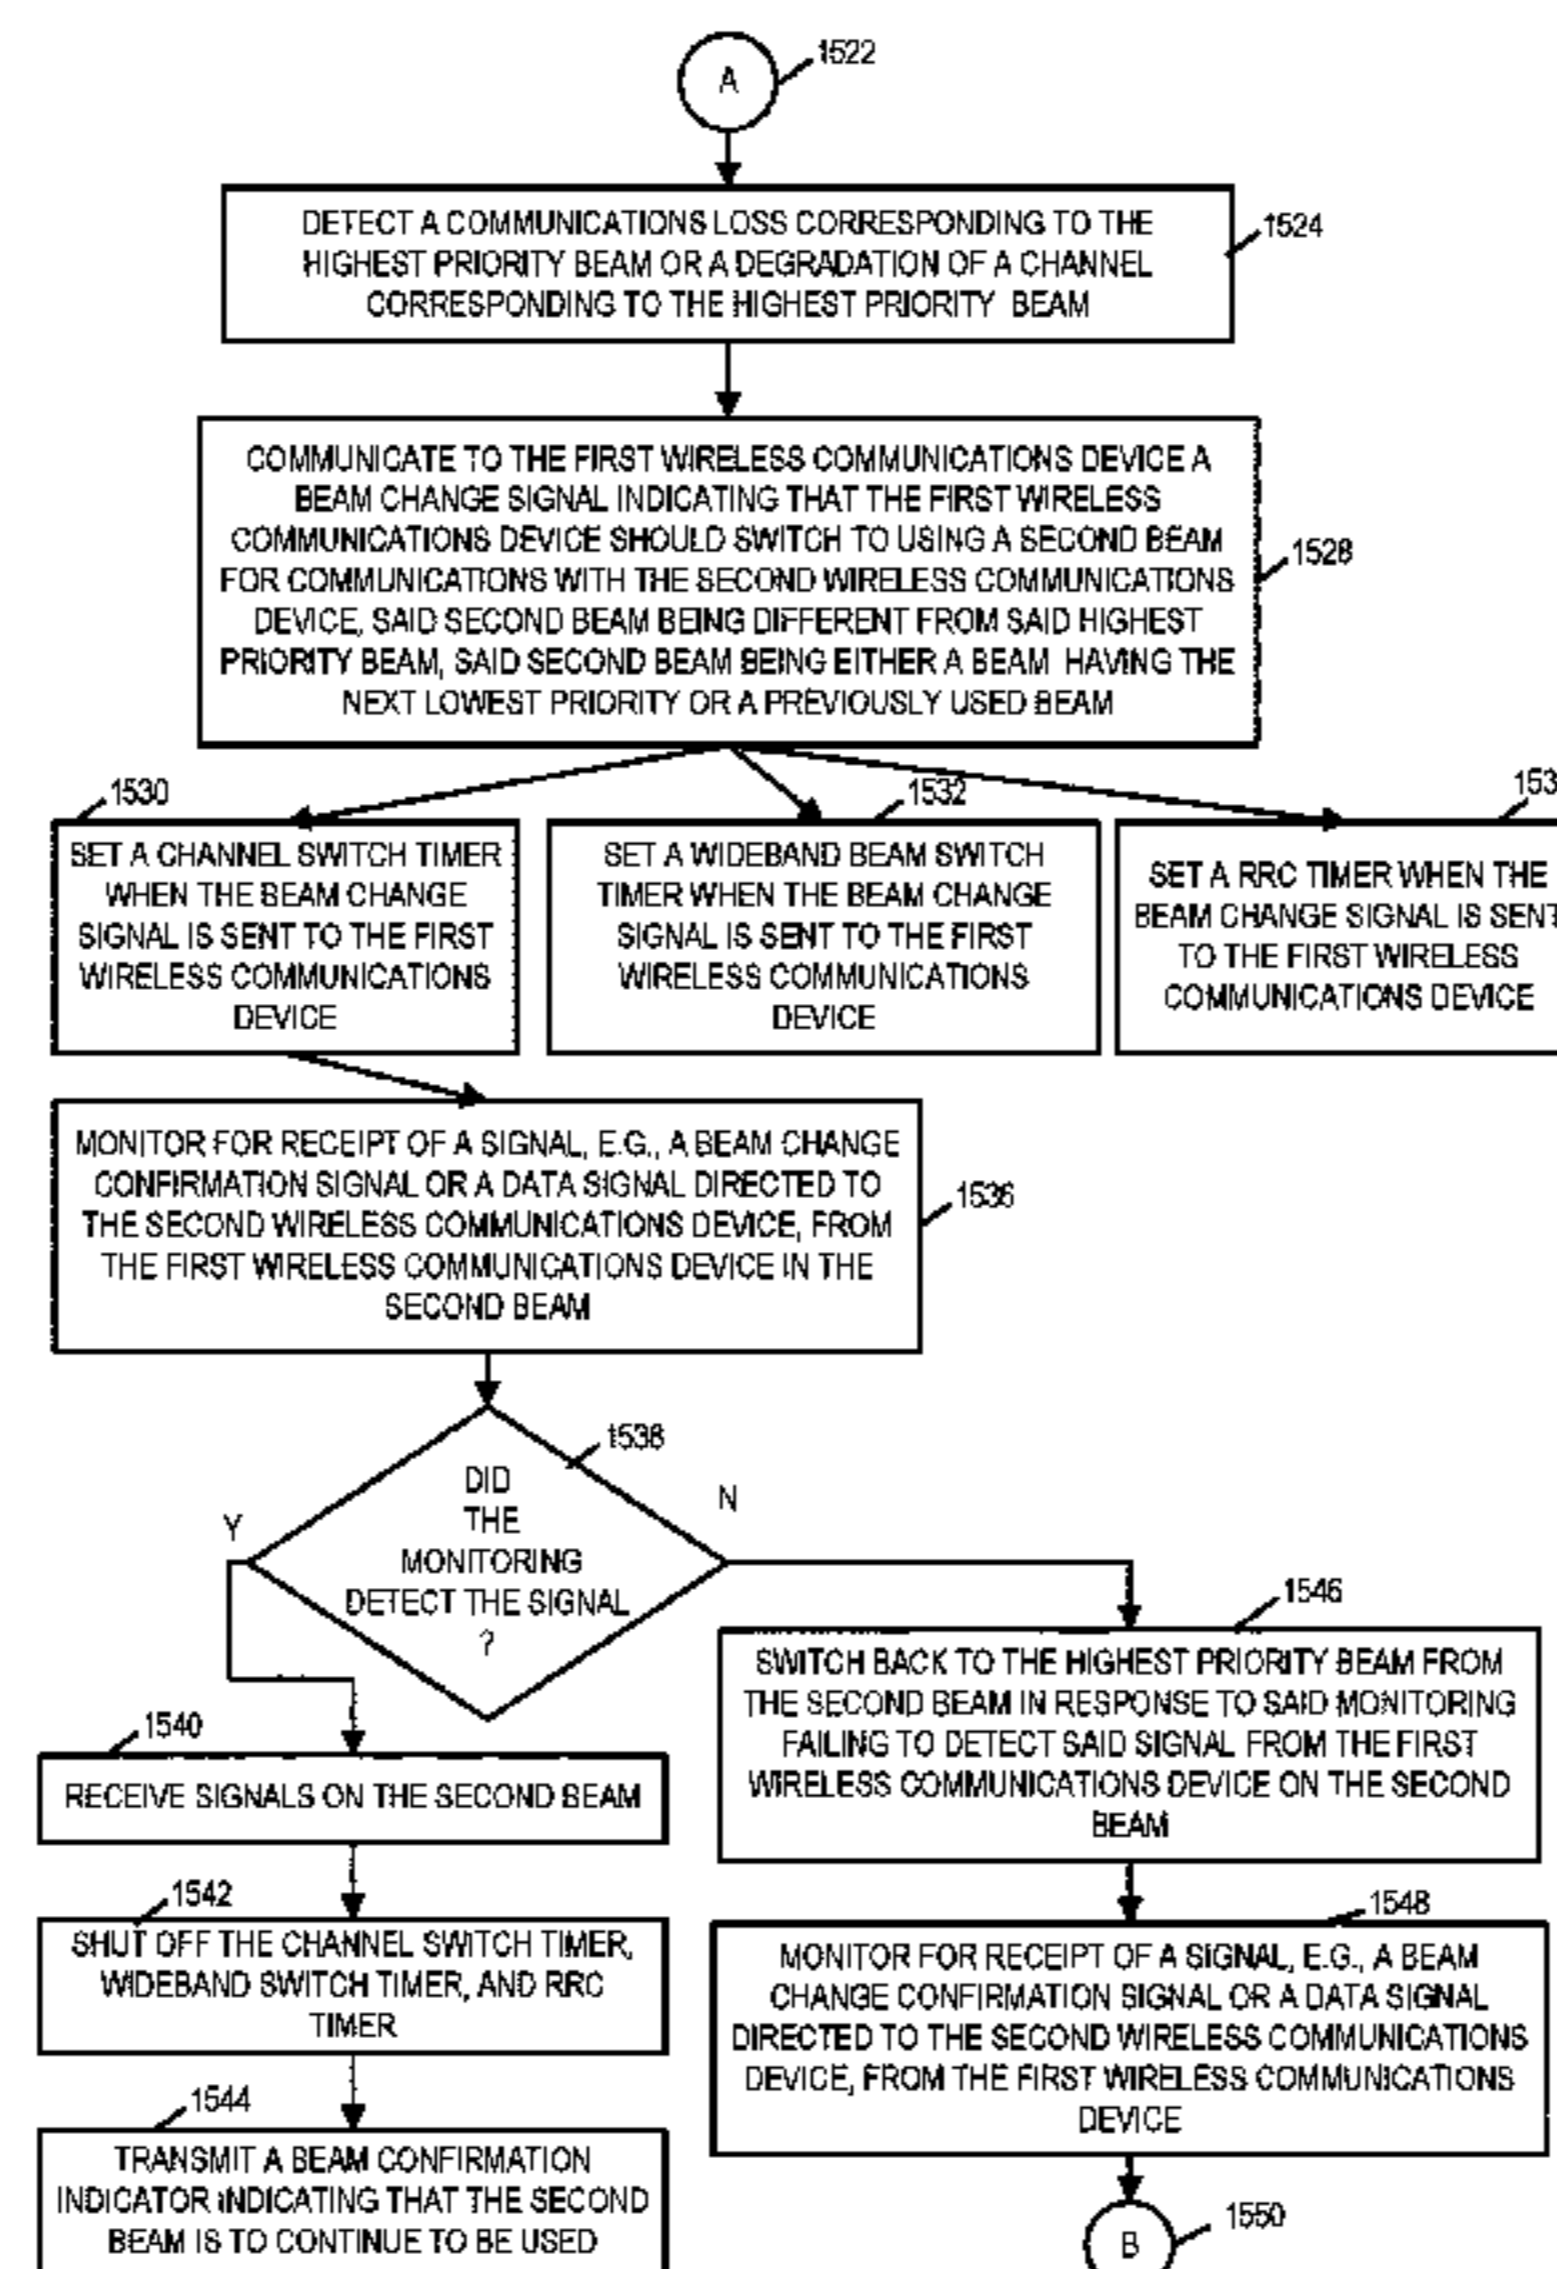 A
1522
DETECT A COMMUNICATIONS LOSS CORRESPONDING TO THE
HIGHEST PRIORITY BEAM OR A DEGRADATION OF A CHANNEL
CORRESPONDING TO THE HIGHEST PRIORITY BEAM
1524
COMMUNICATE TO THE FIRST WIRELESS COMMUNICATIONS DEVICE A
BEAM CHANGE SIGNAL INDICATING THAT THE FIRST WIRELESS
COMMUNICATIONS DEVICE SHOULD SWITCH TO USING A SECOND BEAM
FOR COMMUNICATIONS WITH THE SECOND WIRELESS COMMUNICATIONS
DEVICE, SAID SECOND BEAM BEING DIFFERENT FROM SAID HIGHEST
PRIORITY BEAM, SAID SECOND BEAM BEING EITHER A BEAM HAVING THE
NEXT LOWEST PRIORITY OR A PREVIOUSLY USED BEAM
1528
1530
SET A CHANNEL SWITCH TIMER
WHEN THE BEAM CHANGE
SIGNAL IS SENT TO THE FIRST
WIRELESS COMMUNICATIONS
DEVICE
1532
SET A WIDEBAND BEAM SWITCH
TIMER WHEN THE BEAM CHANGE
SIGNAL IS SENT TO THE FIRST
WIRELESS COMMUNICATIONS
DEVICE
153
SET A RRC TIMER WHEN THE
BEAM CHANGE SIGNAL IS SENT
TO THE FIRST WIRELESS
COMMUNICATIONS DEVICE
MONITOR FOR RECEIPT OF A SIGNAL, E.G., A BEAM CHANGE
CONFIRMATION SIGNAL OR A DATA SIGNAL DIRECTED TO
THE SECOND WIRELESS COMMUNICATIONS DEVICE, FROM
THE FIRST WIRELESS COMMUNICATIONS DEVICE IN THE
SECOND BEAM
1536
1538
DID
THE
MONITORING
DETECT THE SIGNAL
?
Y
N
1540
RECEIVE SIGNALS ON THE SECOND BEAM
1542
SHUT OFF THE CHANNEL SWITCH TIMER,
WIDEBAND SWITCH TIMER, AND RRC
TIMER
1544
TRANSMIT A BEAM CONFIRMATION
INDICATOR INDICATING THAT THE SECOND
BEAM IS TO CONTINUE TO BE USED
1546
SWITCH BACK TO THE HIGHEST PRIORITY BEAM FROM
THE SECOND BEAM IN RESPONSE TO SAID MONITORING
FAILING TO DETECT SAID SIGNAL FROM THE FIRST
WIRELESS COMMUNICATIONS DEVICE ON THE SECOND
BEAM
1548
MONITOR FOR RECEIPT OF A SIGNAL, E.G., A BEAM
CHANGE CONFIRMATION SIGNAL OR A DATA SIGNAL
DIRECTED TO THE SECOND WIRELESS COMMUNICATIONS
DEVICE, FROM THE FIRST WIRELESS COMMUNICATIONS
DEVICE
B
1550